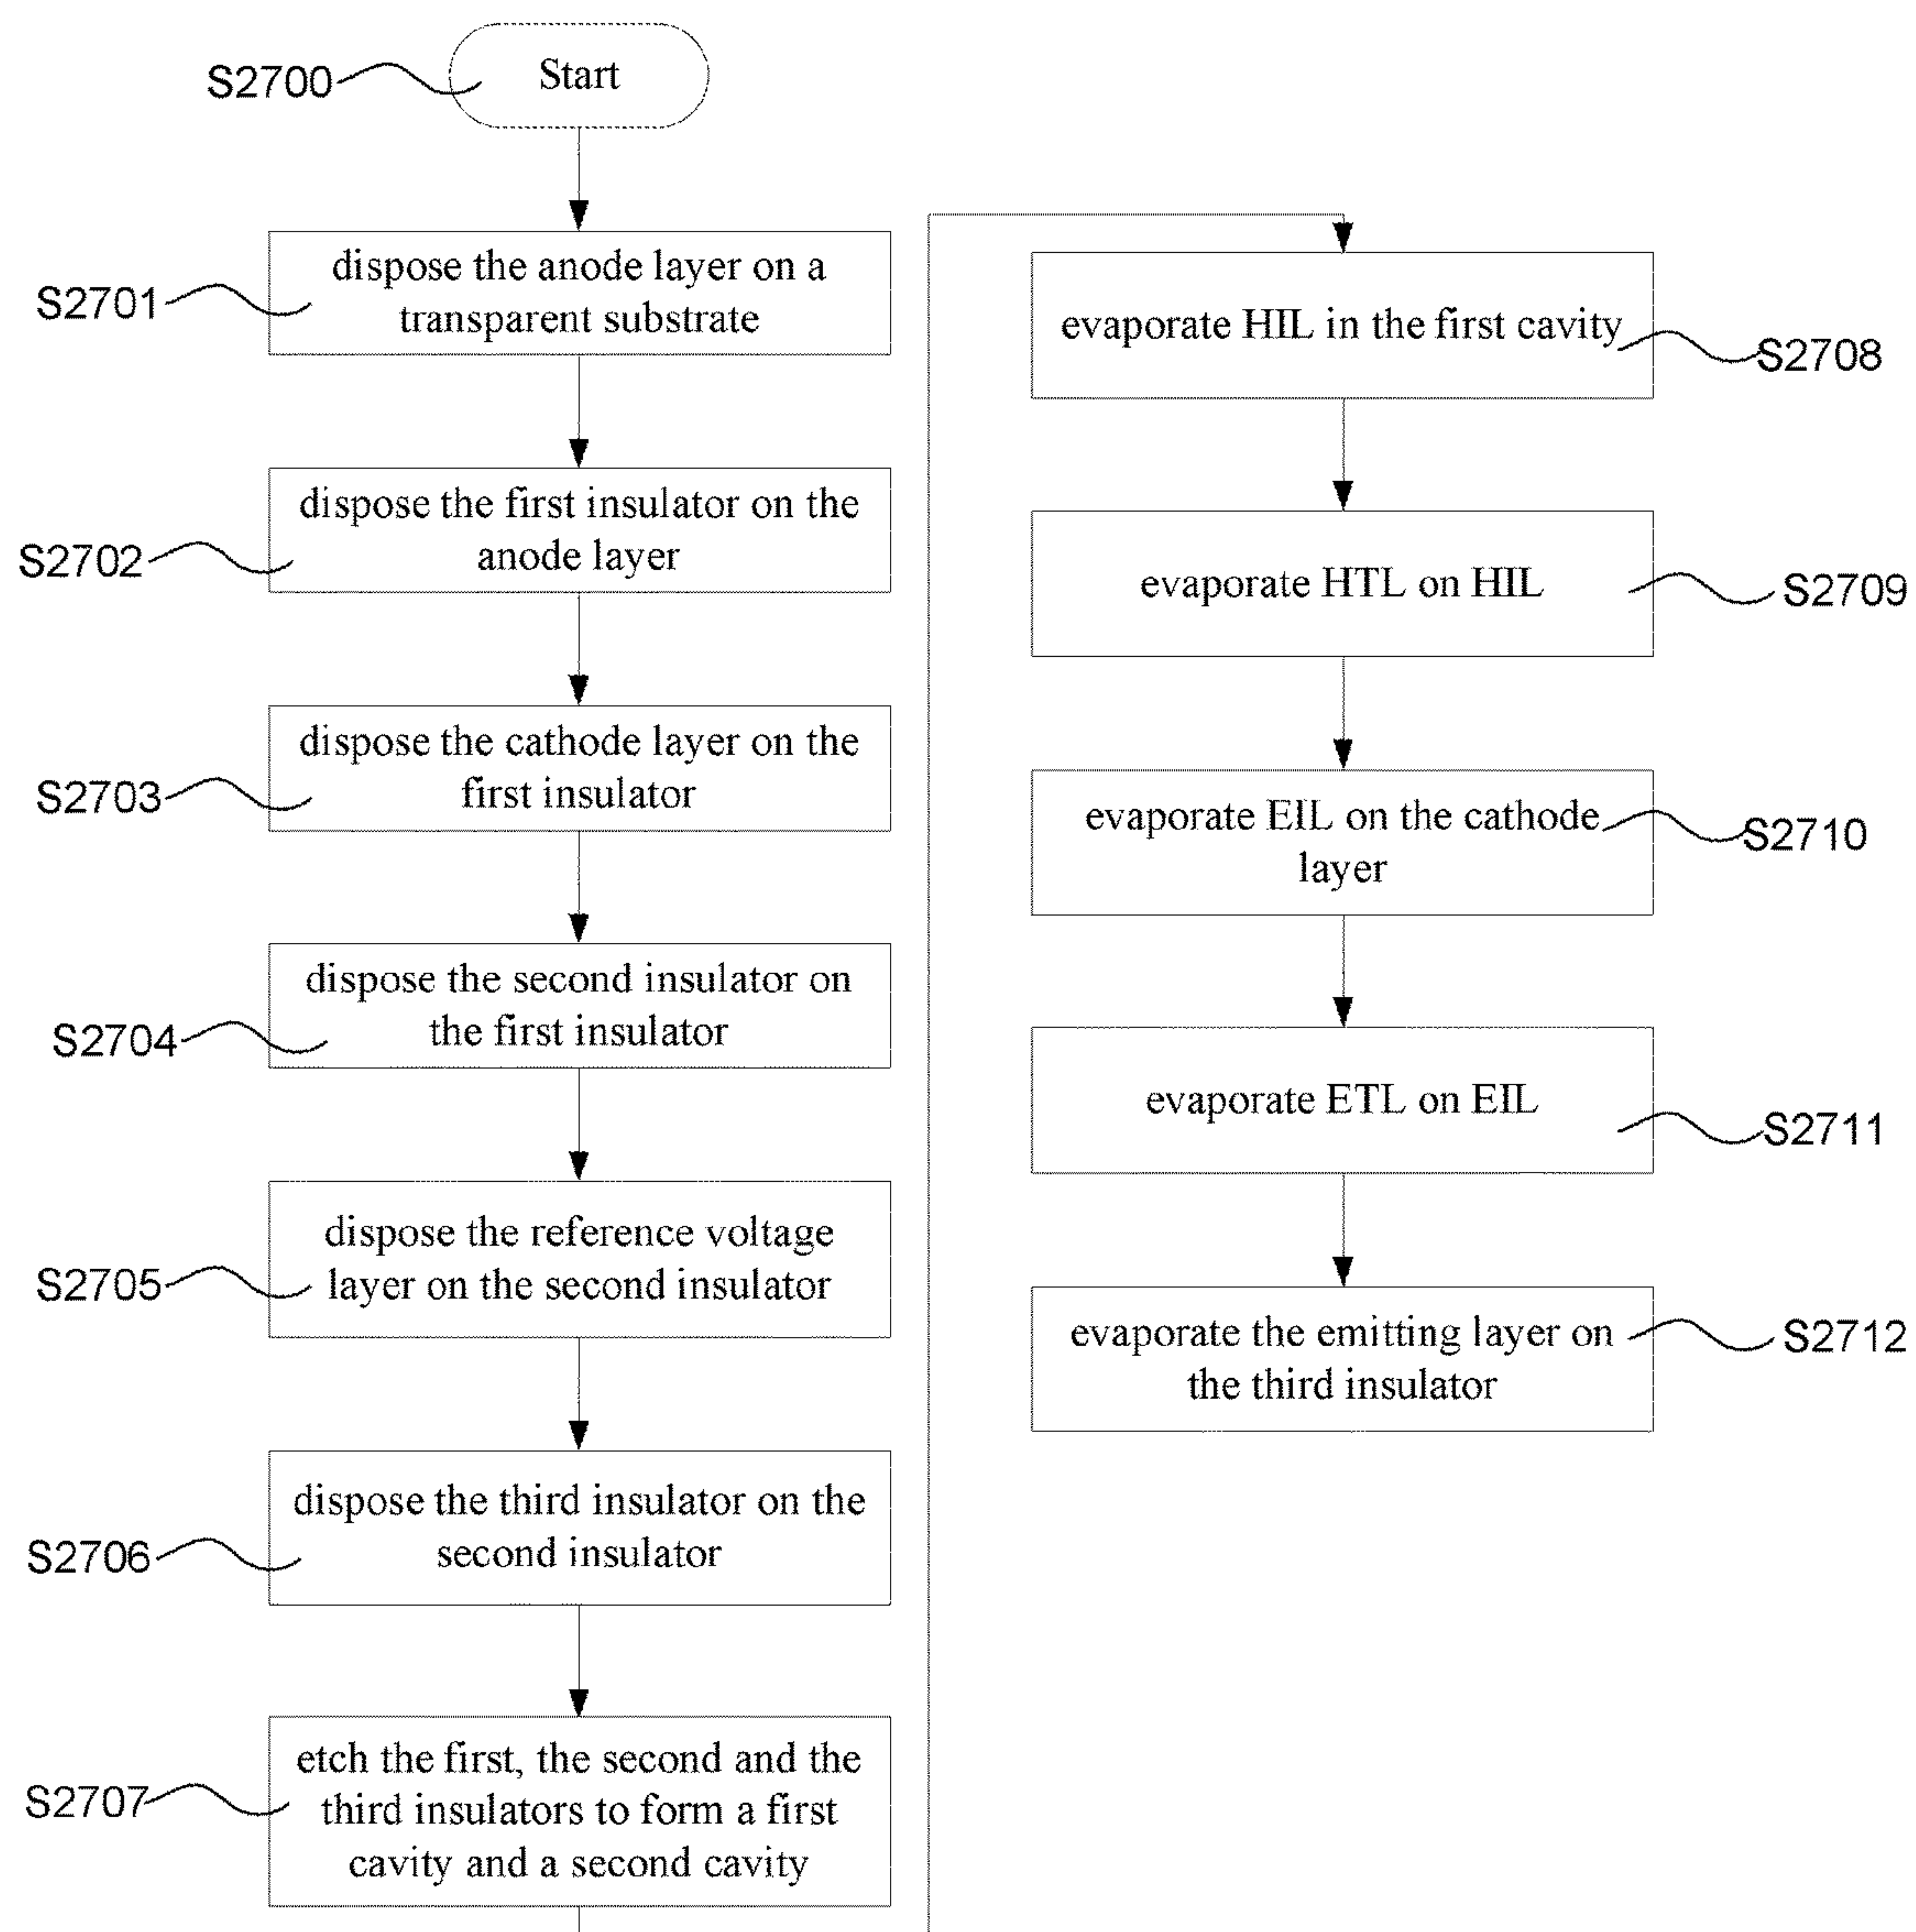 S2700
Start
S2701
dispose the anode layer on a
transparent substrate
S2702
dispose the first insulator on the
anode layer
S2703
dispose the cathode layer on the
first insulator
S2704
dispose the second insulator on
the first insulator
S2705
dispose the reference voltage
layer on the second insulator
S2706
dispose the third insulator on the
second insulator
S2707
etch the first, the second and the
third insulators to form a first
cavity and a second cavity
evaporate HIL in the first cavity
S2708
evaporate HTL on HIL
S2709
evaporate EIL on the cathode
layer
S2710
evaporate ETL on EIL
S2711
evaporate the emitting layer on
the third insulator
S2712